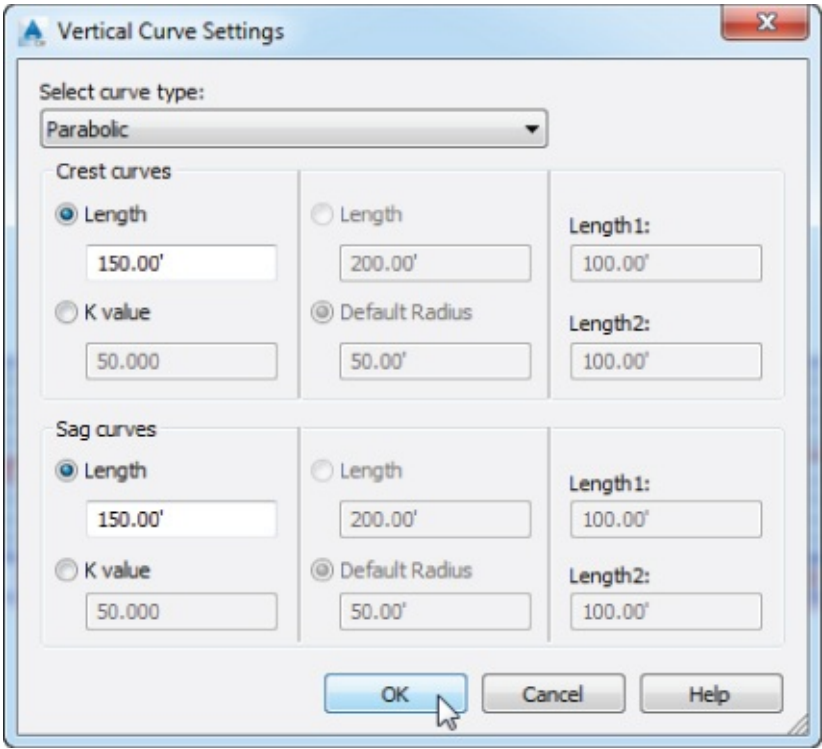 Vertical Curve Settings
Select curve type:
Parabolic
Crest curves
Length
150.00'
K value
50.000
Length
200.00'
Default Radius
50.00'
Length1:
100.00'
Length2:
100.00'
Sag curves
Length
150.00'
K value
50.000
Length
200.00'
Default Radius
50.00'
Length1:
100.00'
Length2:
100.00'
OK
Cancel
Help